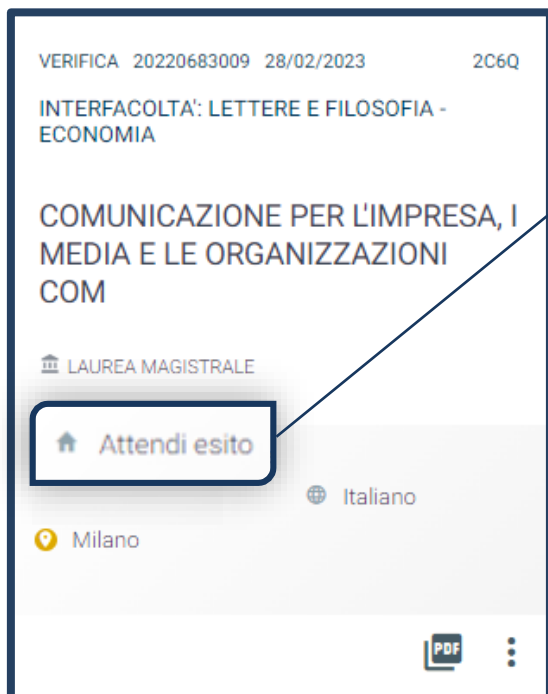 VERIFICA 20220683009 28/02/2023 2C6Q
INTERFACOLTA': LETTERE E FILOSOFIA -
ECONOMIA
COMUNICAZIONE PER L'IMPRESA, I
MEDIA E LE ORGANIZZAZIONI
COM
LAUREA MAGISTRALE
Attendi esito
Italiano
Milano
PDF